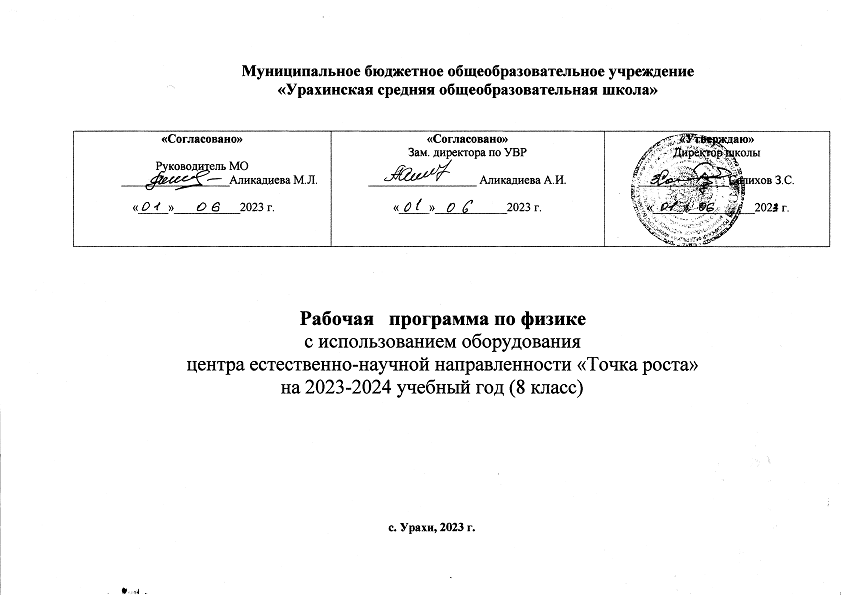 Муниципальное бюджетное общеобразовательное учреждение
«Урахинская средняя общеобразовательная школа»
«Согласовано»
Руководитель МО
Аликадиева М.Л.
«01» 06 2023 г.
«Согласовано»
Зам. директора по УВР
Аликадиева А.И.
«01» 06 2023 г.
«Утверждаю»
Директор школы
З.С.
«01» 06 2023 г.
Рабочая программа по физике
с использованием оборудования
центра естественно-научной направленности «Точка роста»
на 2023-2024 учебный год (8 класс)
с. Урахи, 2023 г.